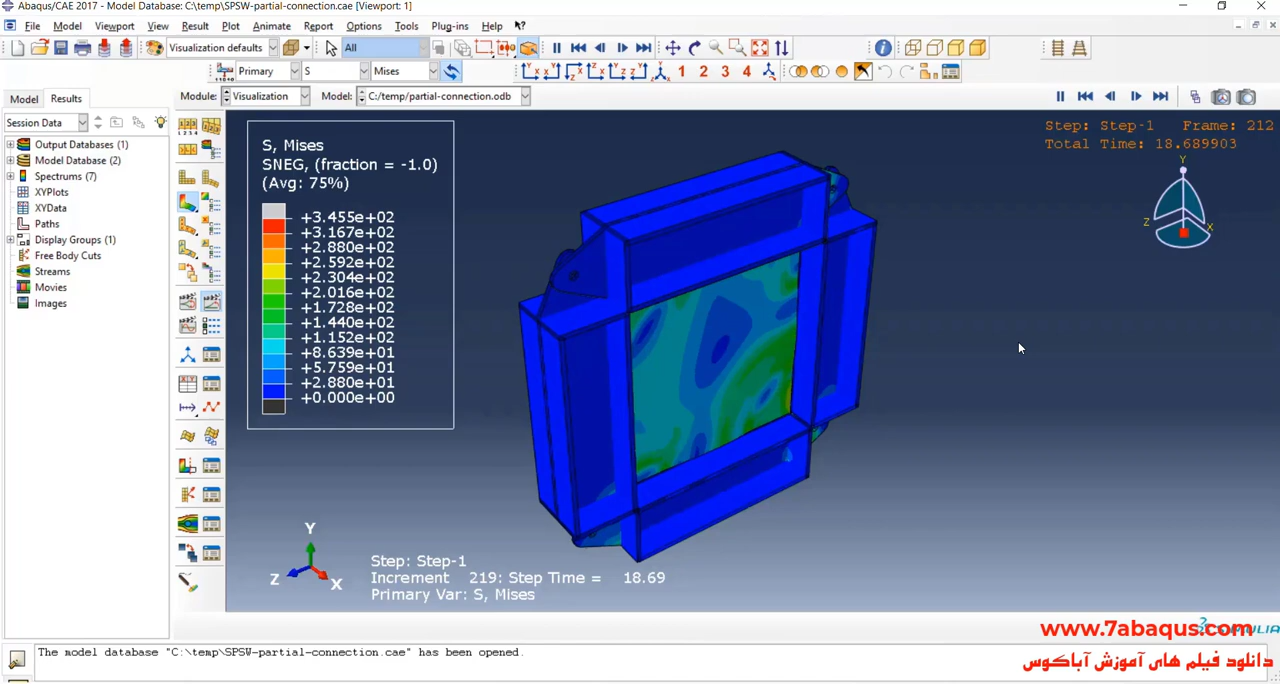 Abaqus/CAE 2017 - Model Database: C:\temp\SPSW-partial-connection.cae [Viewport: 1]
File Model Viewport View Result Plot Animate Report Options Tools Plug-ins Help
Visualization defaults All
Primary S Mises 1 2 3 4
Model Results Module: Visualization Model: C:/temp/partial-connection.odb
Session Data
Output Databases (1)
Model Database (2)
Spectrums (7)
XYPlots
XYData
Paths
Display Groups (1)
Free Body Cuts
Streams
Movies
Images
S, Mises
SNEG, (fraction = -1.0)
(Avg: 75%)
+3.455e+02
+3.167e+02
+2.880e+02
+2.592e+02
+2.304e+02
+2.016e+02
+1.728e+02
+1.440e+02
+1.152e+02
+8.639e+01
+5.759e+01
+2.880e+01
+0.000e+00
Step: Step-1 Frame: 212
Total Time: 18.689903
Y
Z X
Y
Z X
Step: Step-1
Increment 219: Step Time = 18.69
Primary Var: S, Mises
www.7abaqus.com
دانلود فیلم های آموزش آباکوس
The model database "C:\temp\SPSW-partial-connection.cae" has been opened.